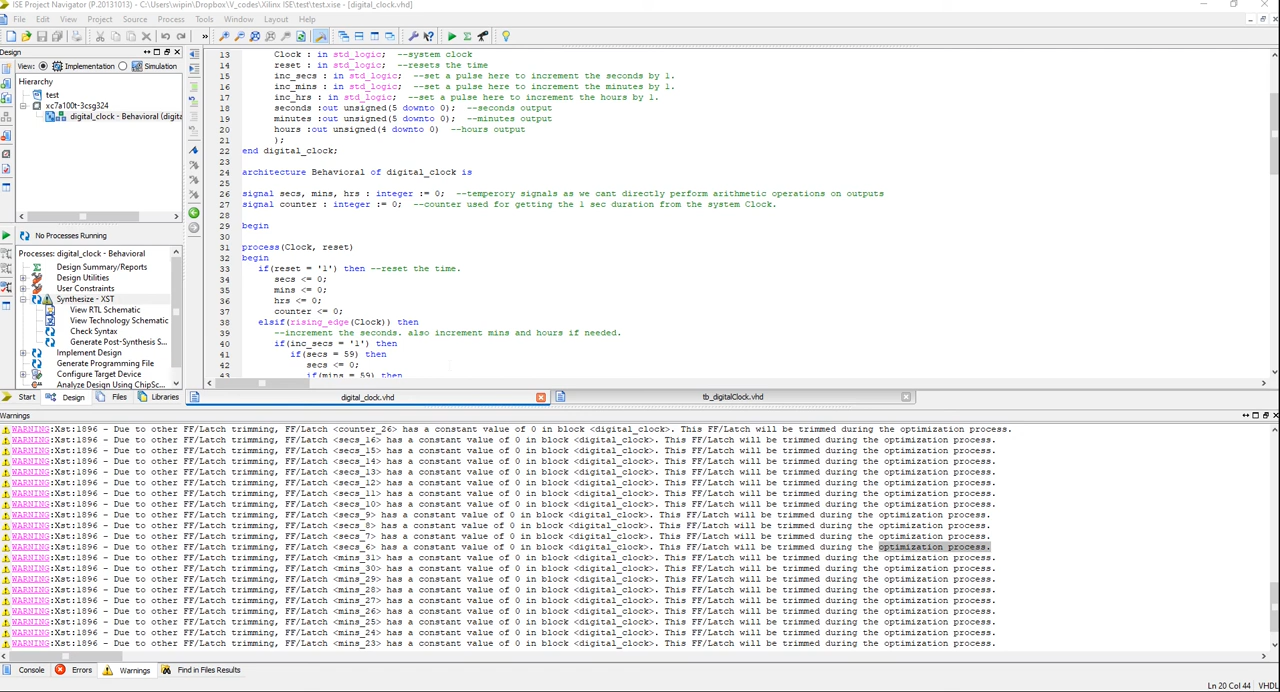 ISE Project Navigator (P.20131013) - C:\Users\wipin\Dropbox\V_codes\Xilinx ISE\test\test.xise - [digital_clock.vhd]
File Edit View Project Source Process Tools Window Layout Help
Design
View: Implementation Simulation
Hierarchy
test
xc7a100t-3csg324
digital_clock - Behavioral (digita
No Processes Running
Processes: digital_clock - Behavioral
Design Summary/Reports
Design Utilities
User Constraints
Synthesize - XST
View RTL Schematic
View Technology Schematic
Check Syntax
Generate Post-Synthesis S...
Implement Design
Generate Programming File
Configure Target Device
Analyze Design Using ChipSc...
Start Design Files Libraries
13 Clock : in std_logic; --system clock
14 reset : in std_logic; --resets the time
15 inc_secs : in std_logic; --set a pulse here to increment the seconds by 1.
16 inc_mins : in std_logic; --set a pulse here to increment the minutes by 1.
17 inc_hrs : in std_logic; --set a pulse here to increment the hours by 1.
18 seconds :out unsigned(5 downto 0); --seconds output
19 minutes :out unsigned(5 downto 0); --minutes output
20 hours :out unsigned(4 downto 0) --hours output
21 );
22 end digital_clock;
23
24 architecture Behavioral of digital_clock is
25
26 signal secs, mins, hrs : integer := 0; --temperory signals as we cant directly perform arithmetic operations on outputs
27 signal counter : integer := 0; --counter used for getting the 1 sec duration from the system Clock.
28
29 begin
30
31 process(Clock, reset)
32 begin
33 if(reset = '1') then --reset the time.
34 secs <= 0;
35 mins <= 0;
36 hrs <= 0;
37 counter <= 0;
38 elsif(rising_edge(Clock)) then
39 --increment the seconds. also increment mins and hours if needed.
40 if(inc_secs = '1') then
41 if(secs = 59) then
42 secs <= 0;
43 if(mins = 59) then
digital_clock.vhd tb_digitalClock.vhd
Warnings
WARNING:Xst:1896 - Due to other FF/Latch trimming, FF/Latch <counter_26> has a constant value of 0 in block <digital_clock>. This FF/Latch will be trimmed during the optimization process.
WARNING:Xst:1896 - Due to other FF/Latch trimming, FF/Latch <secs_16> has a constant value of 0 in block <digital_clock>. This FF/Latch will be trimmed during the optimization process.
WARNING:Xst:1896 - Due to other FF/Latch trimming, FF/Latch <secs_15> has a constant value of 0 in block <digital_clock>. This FF/Latch will be trimmed during the optimization process.
WARNING:Xst:1896 - Due to other FF/Latch trimming, FF/Latch <secs_14> has a constant value of 0 in block <digital_clock>. This FF/Latch will be trimmed during the optimization process.
WARNING:Xst:1896 - Due to other FF/Latch trimming, FF/Latch <secs_13> has a constant value of 0 in block <digital_clock>. This FF/Latch will be trimmed during the optimization process.
WARNING:Xst:1896 - Due to other FF/Latch trimming, FF/Latch <secs_12> has a constant value of 0 in block <digital_clock>. This FF/Latch will be trimmed during the optimization process.
WARNING:Xst:1896 - Due to other FF/Latch trimming, FF/Latch <secs_11> has a constant value of 0 in block <digital_clock>. This FF/Latch will be trimmed during the optimization process.
WARNING:Xst:1896 - Due to other FF/Latch trimming, FF/Latch <secs_10> has a constant value of 0 in block <digital_clock>. This FF/Latch will be trimmed during the optimization process.
WARNING:Xst:1896 - Due to other FF/Latch trimming, FF/Latch <secs_9> has a constant value of 0 in block <digital_clock>. This FF/Latch will be trimmed during the optimization process.
WARNING:Xst:1896 - Due to other FF/Latch trimming, FF/Latch <secs_8> has a constant value of 0 in block <digital_clock>. This FF/Latch will be trimmed during the optimization process.
WARNING:Xst:1896 - Due to other FF/Latch trimming, FF/Latch <secs_7> has a constant value of 0 in block <digital_clock>. This FF/Latch will be trimmed during the optimization process.
WARNING:Xst:1896 - Due to other FF/Latch trimming, FF/Latch <secs_6> has a constant value of 0 in block <digital_clock>. This FF/Latch will be trimmed during the optimization process.
WARNING:Xst:1896 - Due to other FF/Latch trimming, FF/Latch <mins_31> has a constant value of 0 in block <digital_clock>. This FF/Latch will be trimmed during the optimization process.
WARNING:Xst:1896 - Due to other FF/Latch trimming, FF/Latch <mins_30> has a constant value of 0 in block <digital_clock>. This FF/Latch will be trimmed during the optimization process.
WARNING:Xst:1896 - Due to other FF/Latch trimming, FF/Latch <mins_29> has a constant value of 0 in block <digital_clock>. This FF/Latch will be trimmed during the optimization process.
WARNING:Xst:1896 - Due to other FF/Latch trimming, FF/Latch <mins_28> has a constant value of 0 in block <digital_clock>. This FF/Latch will be trimmed during the optimization process.
WARNING:Xst:1896 - Due to other FF/Latch trimming, FF/Latch <mins_27> has a constant value of 0 in block <digital_clock>. This FF/Latch will be trimmed during the optimization process.
WARNING:Xst:1896 - Due to other FF/Latch trimming, FF/Latch <mins_26> has a constant value of 0 in block <digital_clock>. This FF/Latch will be trimmed during the optimization process.
WARNING:Xst:1896 - Due to other FF/Latch trimming, FF/Latch <mins_25> has a constant value of 0 in block <digital_clock>. This FF/Latch will be trimmed during the optimization process.
WARNING:Xst:1896 - Due to other FF/Latch trimming, FF/Latch <mins_24> has a constant value of 0 in block <digital_clock>. This FF/Latch will be trimmed during the optimization process.
WARNING:Xst:1896 - Due to other FF/Latch trimming, FF/Latch <mins_23> has a constant value of 0 in block <digital_clock>. This FF/Latch will be trimmed during the optimization process.
Console Errors Warnings Find in Files Results
Ln 20 Col 44 VHDL